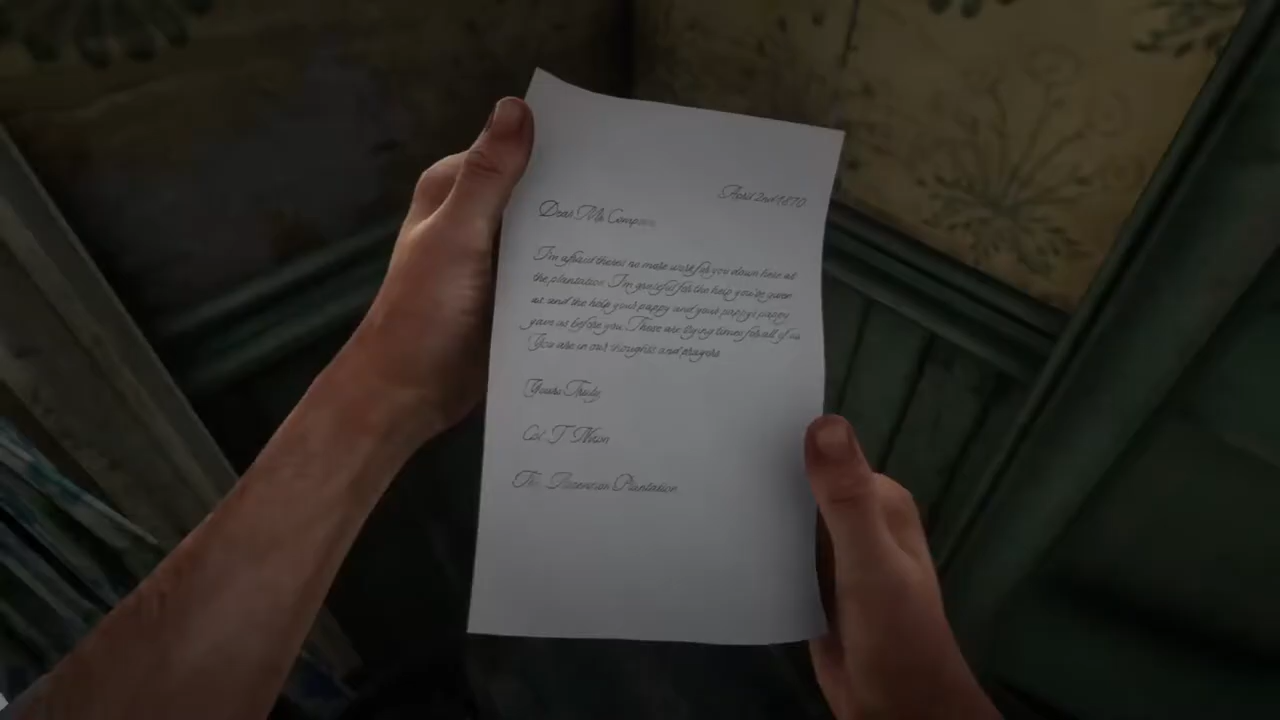 April 2nd 1870
Dear Mr. Compson
I'm afraid there's no more work for you down here at
the plantation. I'm grateful for the help you've given
us and the help your pappy and your pappy's pappy
gave us before you. These are trying times for all of us.
You are in our thoughts and prayers
Yours Truly,
Col. T. Nixon
The Plantation